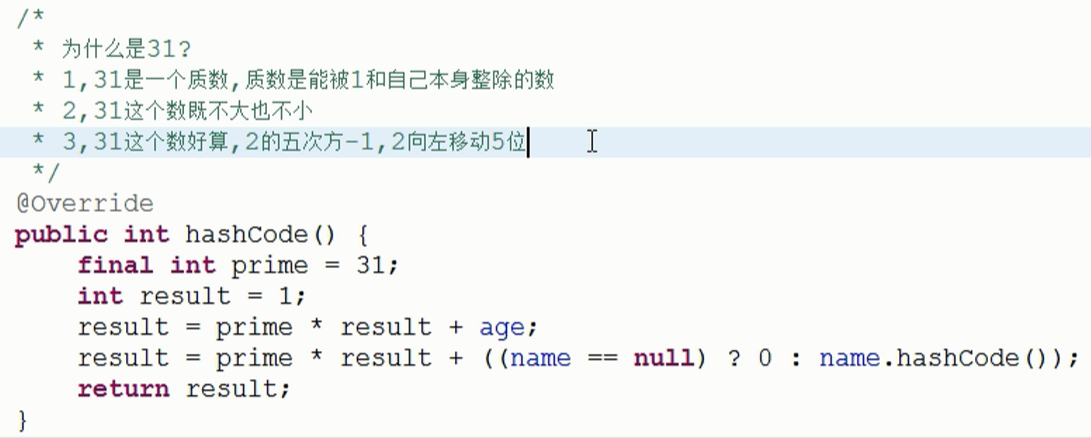 /*
 * 为什么是31?
 * 1,31是一个质数,质数是能被1和自己本身整除的数
 * 2,31这个数既不大也不小
 * 3,31这个数好算,2的五次方-1,2向左移动5位
 */
@Override
public int hashCode() {
    final int prime = 31;
    int result = 1;
    result = prime * result + age;
    result = prime * result + ((name == null) ? 0 : name.hashCode());
    return result;
}